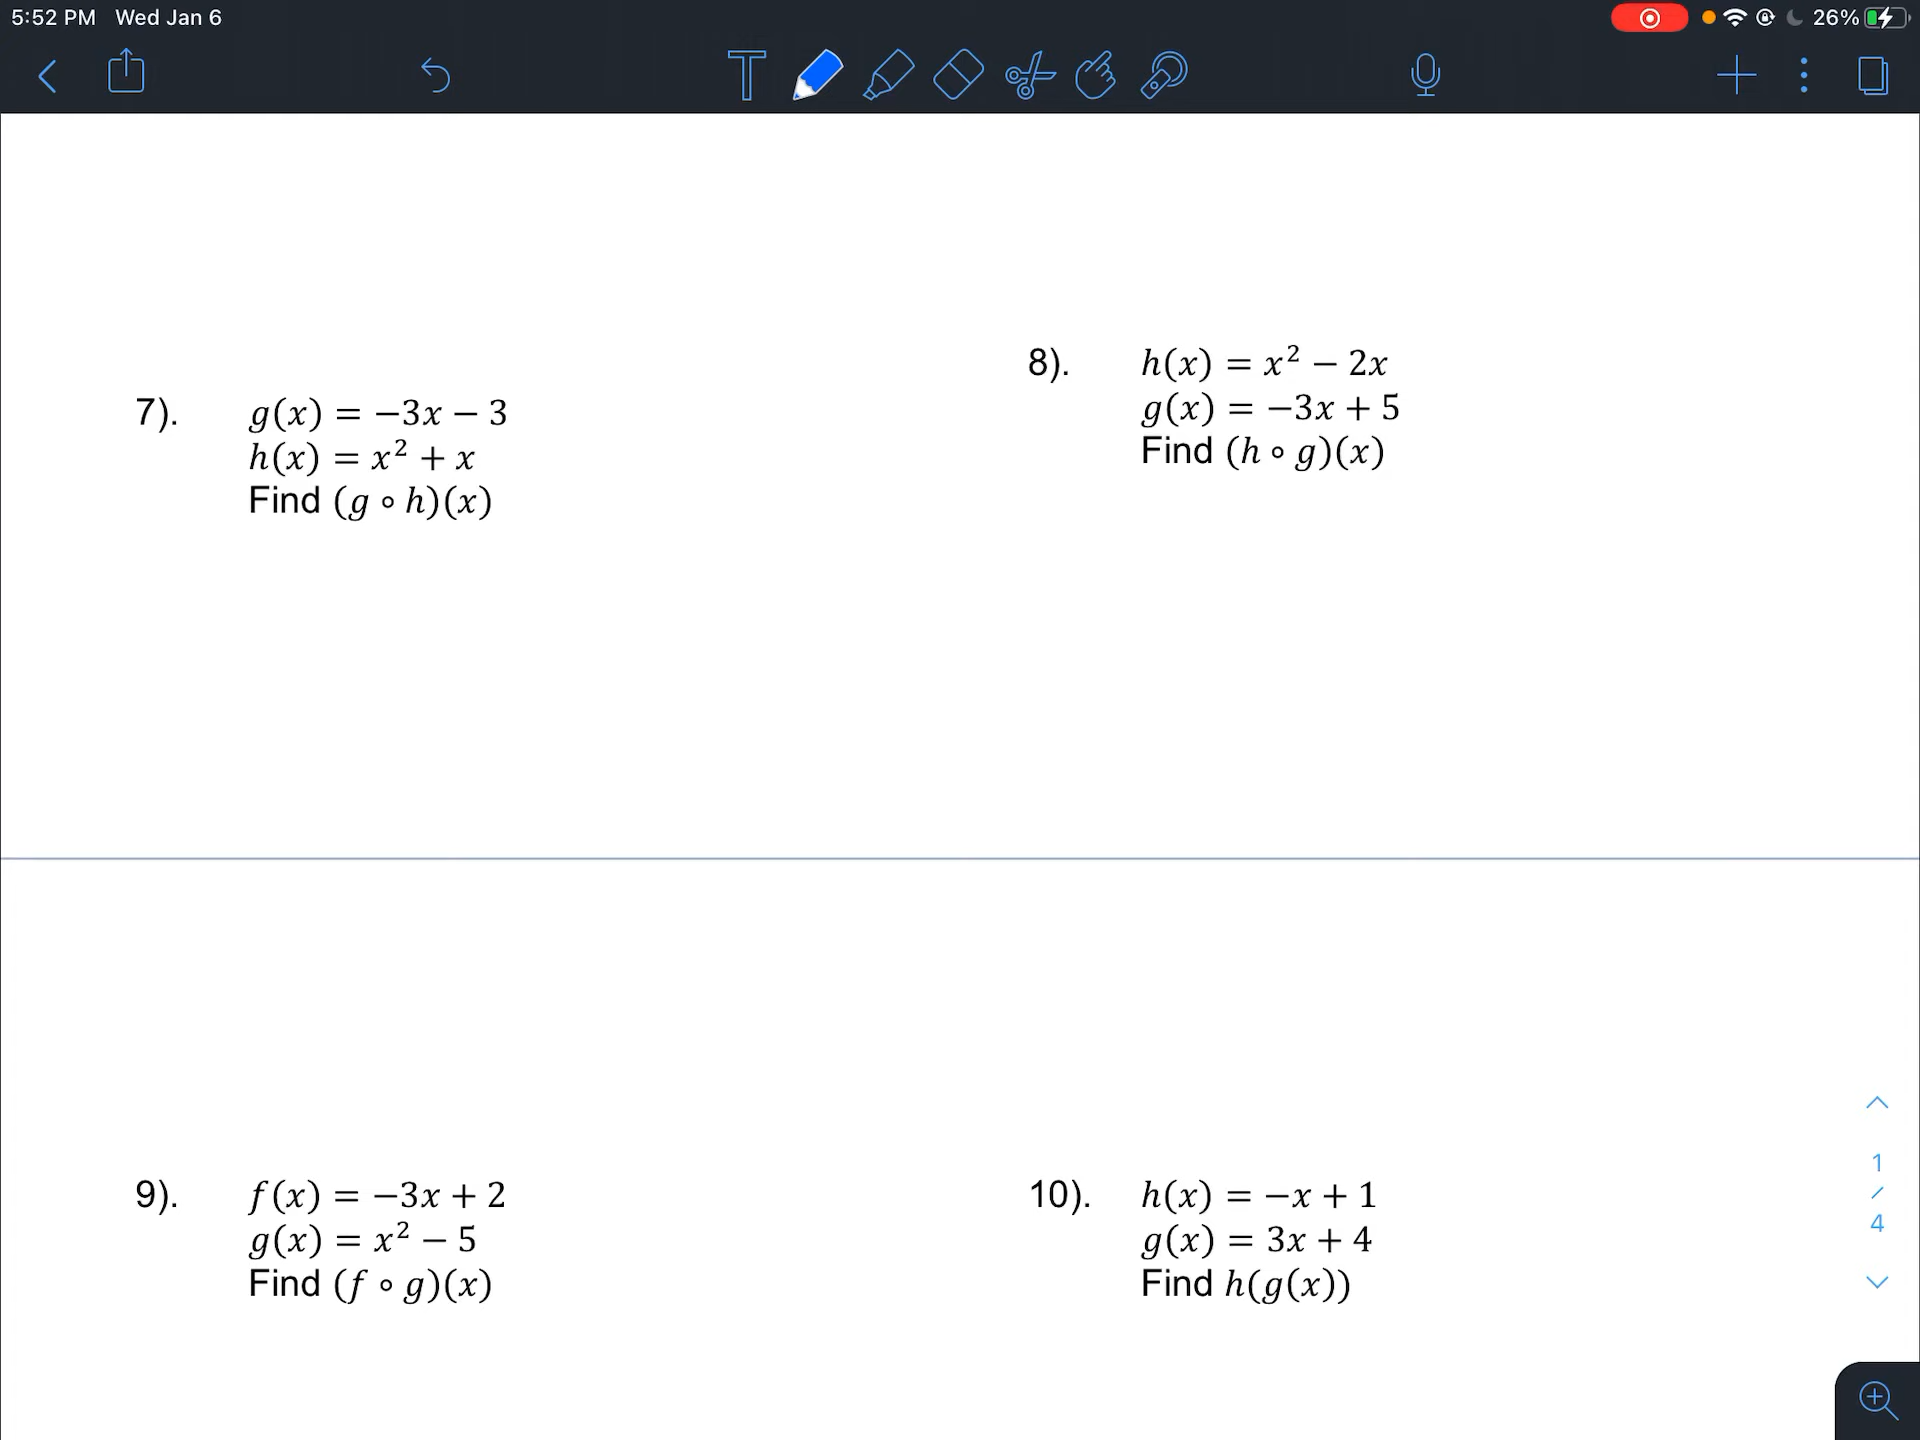 5:52 PM Wed Jan 6
26%
T
7). g(x) = −3x − 3
h(x) = x² + x
Find (g ∘ h)(x)
8). h(x) = x² − 2x
g(x) = −3x + 5
Find (h ∘ g)(x)
9). f(x) = −3x + 2
g(x) = x² − 5
Find (f ∘ g)(x)
10). h(x) = −x + 1
g(x) = 3x + 4
Find h(g(x))
1
/
4